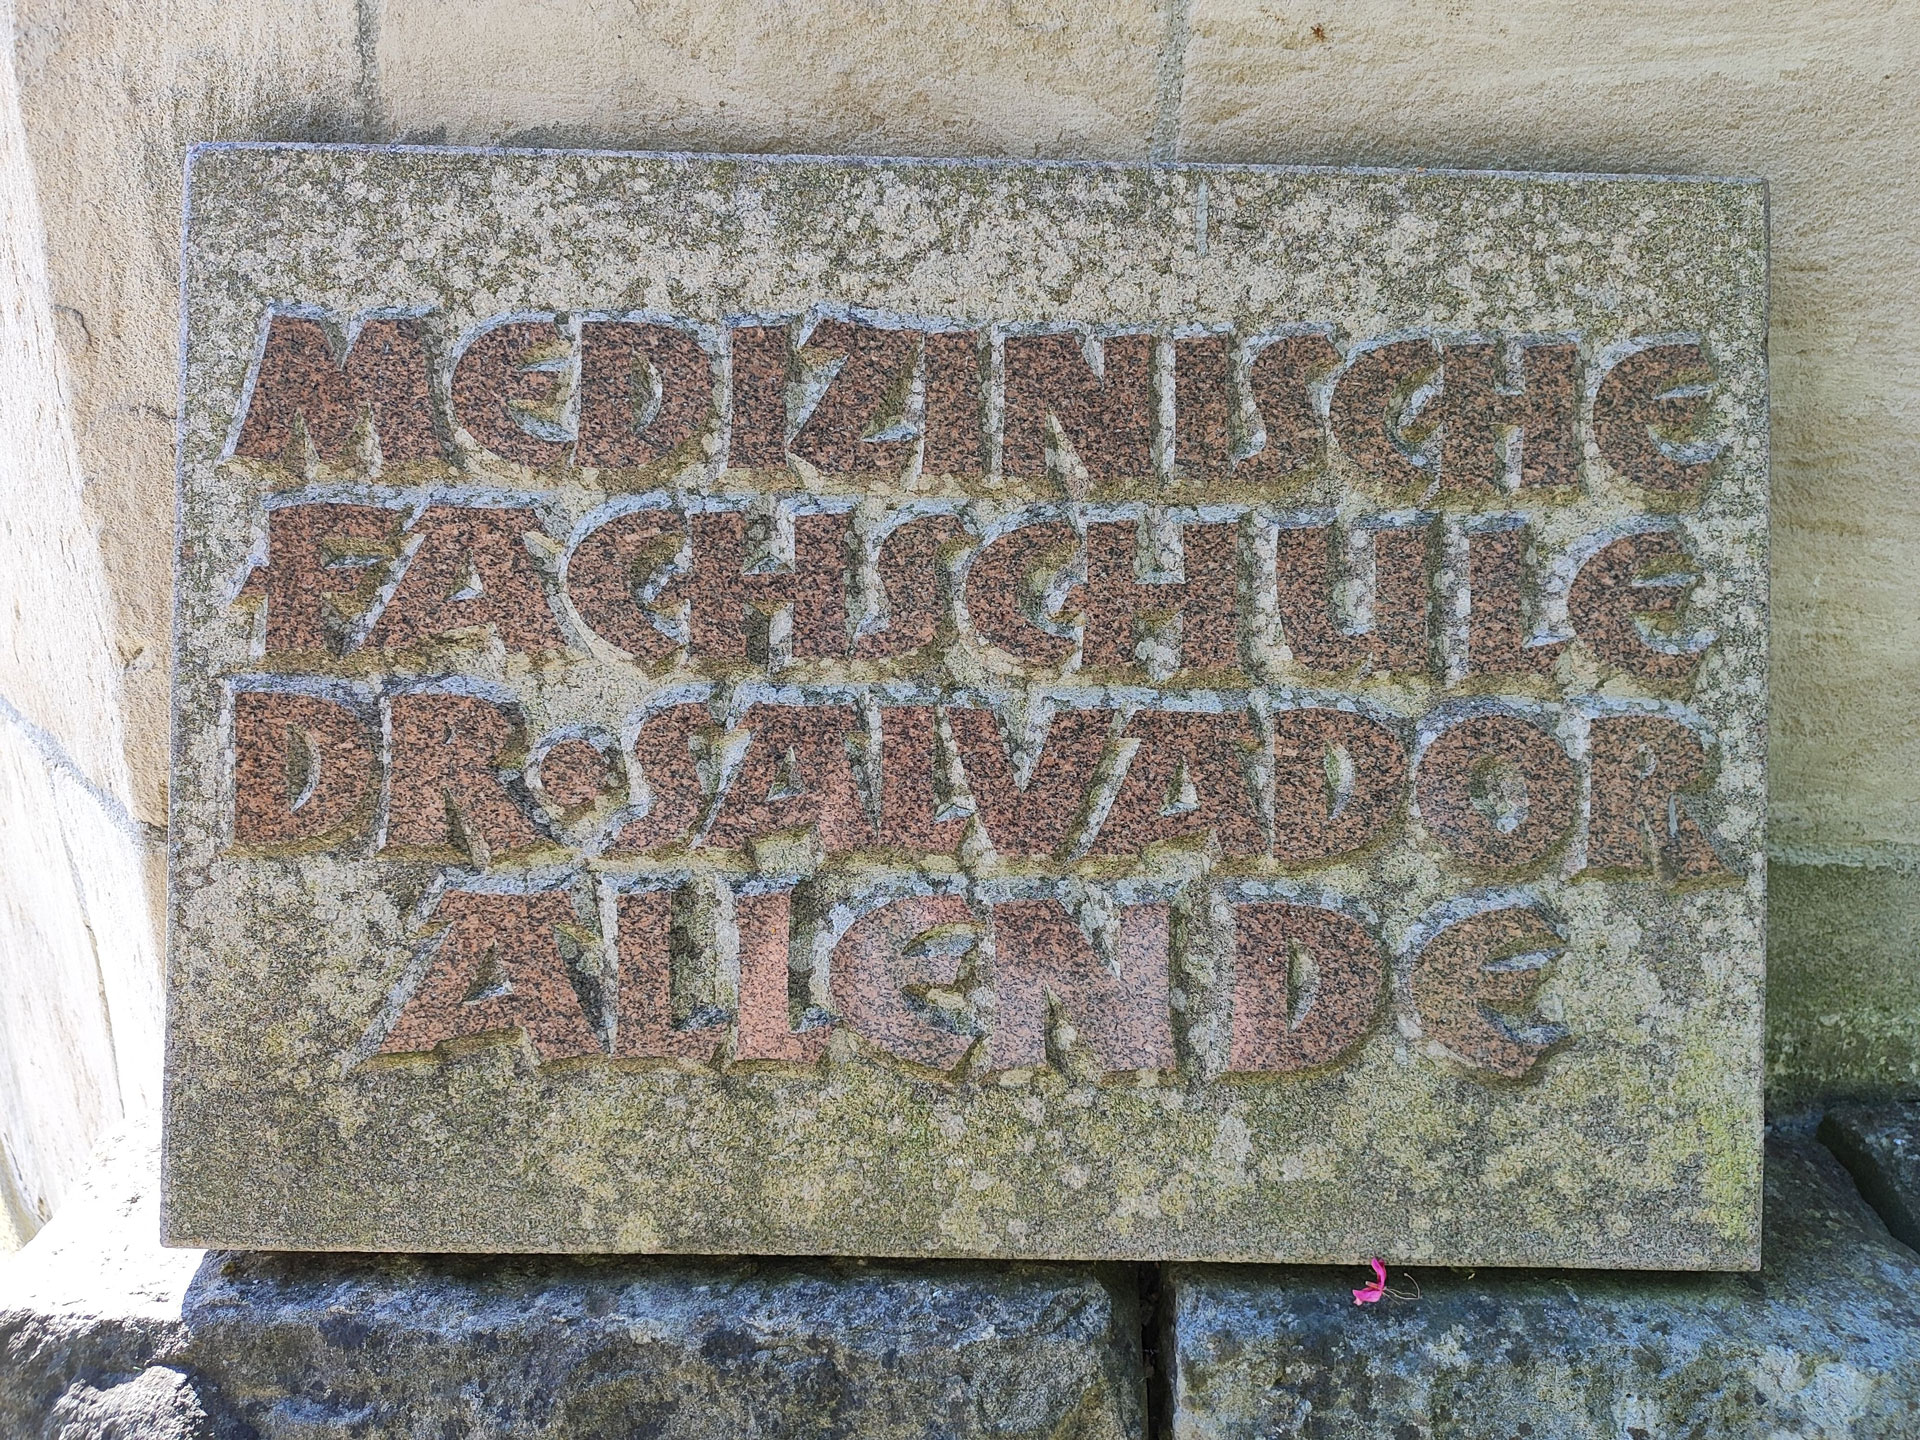 MEDIZINISCHE
FACHSCHULE
DR. SALVADOR
ALLENDE